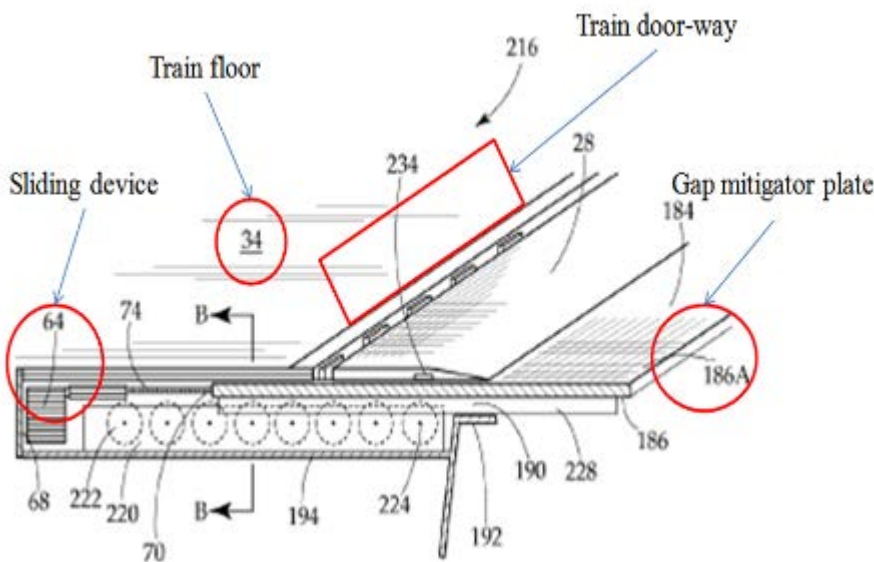 Train door-way
216
Train floor
28
234
Sliding device
Gap mitigator plate
184
34
64
74
B
186A
186
190
228
68
222
220
B
194
224
192
70